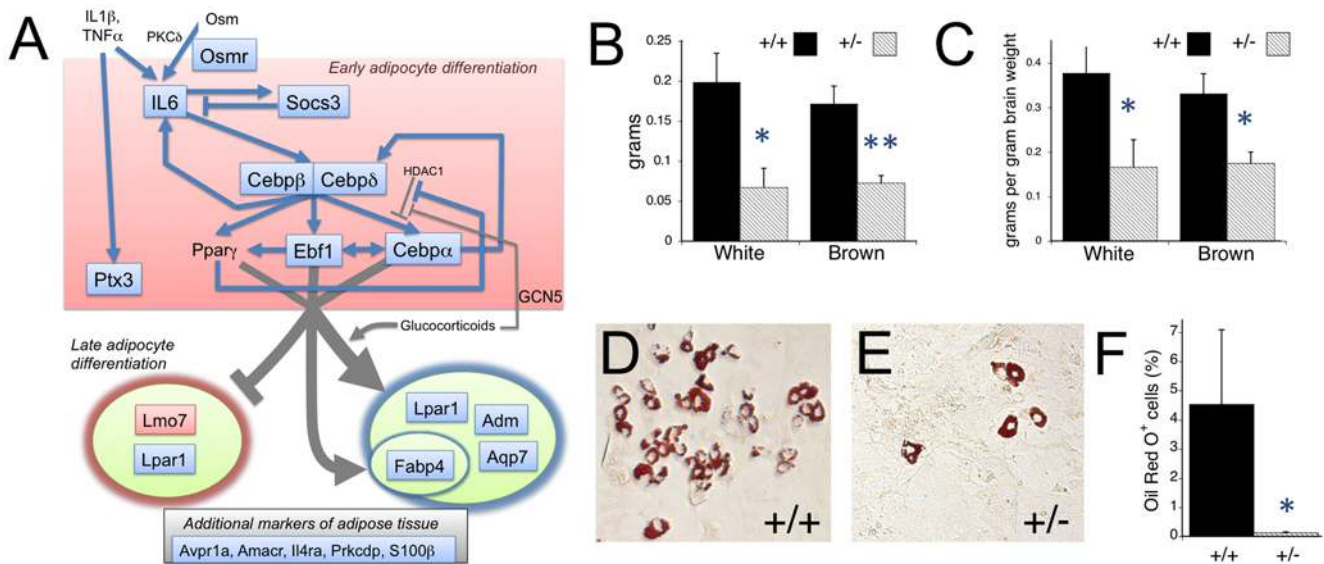 A
IL1β,
TNFα
PKCδ
Osm
Osmr
Early adipocyte differentiation
IL6
Socs3
Cebpβ
Cebpδ
HDAC1
Pparγ
Ebf1
Cebpα
Ptx3
GCN5
Glucocorticoids
Late adipocyte
differentiation
Lmo7
Lpar1
Lpar1
Adm
Fabp4
Aqp7
Additional markers of adipose tissue
Avpr1a, Amacr, Il4ra, Prkcdp, S100β
B
+/+ +/-
grams
0.25
0.2
0.15
0.1
0.05
0
*
**
White Brown
C
+/+ +/-
grams per gram brain weight
0.4
0.3
0.2
0.1
0.0
*
*
White Brown
D
+/+
E
+/-
F
Oil Red O+ cells (%)
7
6
5
4
3
2
1
0
*
+/+ +/-